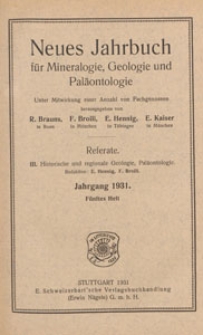 Neues Jahrbuch
für Mineralogie, Geologie und
Paläontologie
Unter Mitwirkung einer Anzahl von Fachgenossen
herausgegeben von
R. Brauns, F. Broili, E. Hennig, E. Kaiser
in Bonn in München in Tübingen in München
Referate.
III. Historische und regionale Geologie, Paläontologie.
Redaktion: E. Hennig, F. Broili.
Jahrgang 1931.
Fünftes Heft
STUTTGART 1931
E. Schweizerbart'sche Verlagsbuchhandlung
(Erwin Nägele) G. m. b. H.